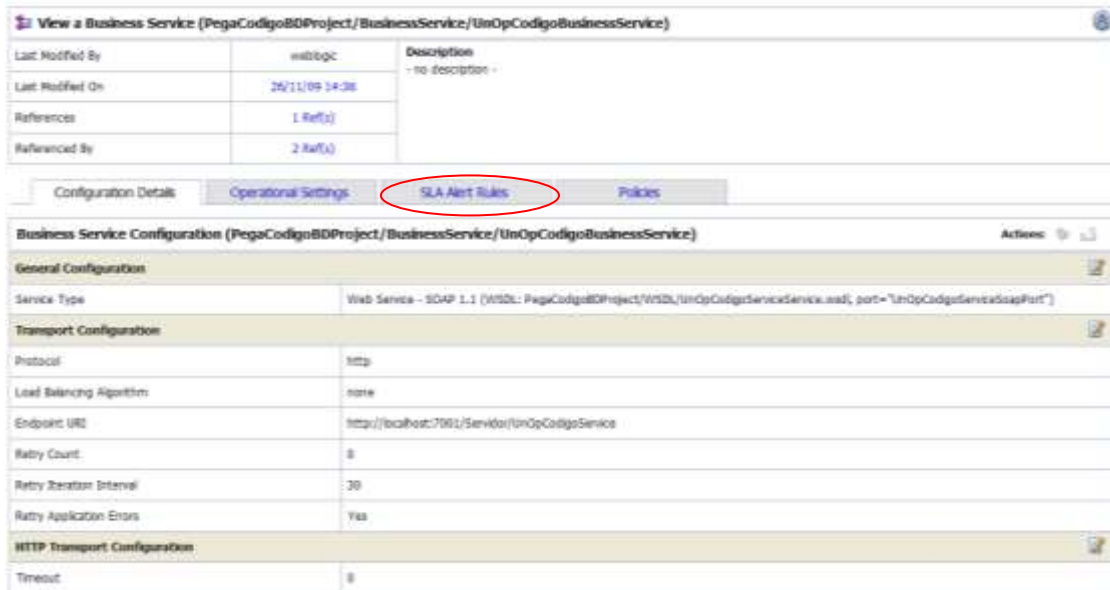 View a Business Service (PegaCodigoBDProject/BusinessService/UnOpCodigoBusinessService)
Last Modified By weblogic
Description
- no description -
Last Modified On 26/11/09 14:36
References 1 Ref(s)
Referenced By 2 Ref(s)
Configuration Details Operational Settings SLA Alert Rules Policies
Business Service Configuration (PegaCodigoBDProject/BusinessService/UnOpCodigoBusinessService) Actions:
General Configuration
Service Type Web Service - SOAP 1.1 (WSDL: PegaCodigoBDProject/WSDL/UnOpCodigoServiceService.wsdl, port="UnOpCodigoServiceSoapPort")
Transport Configuration
Protocol http
Load Balancing Algorithm none
Endpoint URI http://localhost:7001/Servidor/UnOpCodigoService
Retry Count 0
Retry Iteration Interval 30
Retry Application Errors Yes
HTTP Transport Configuration
Timeout 0